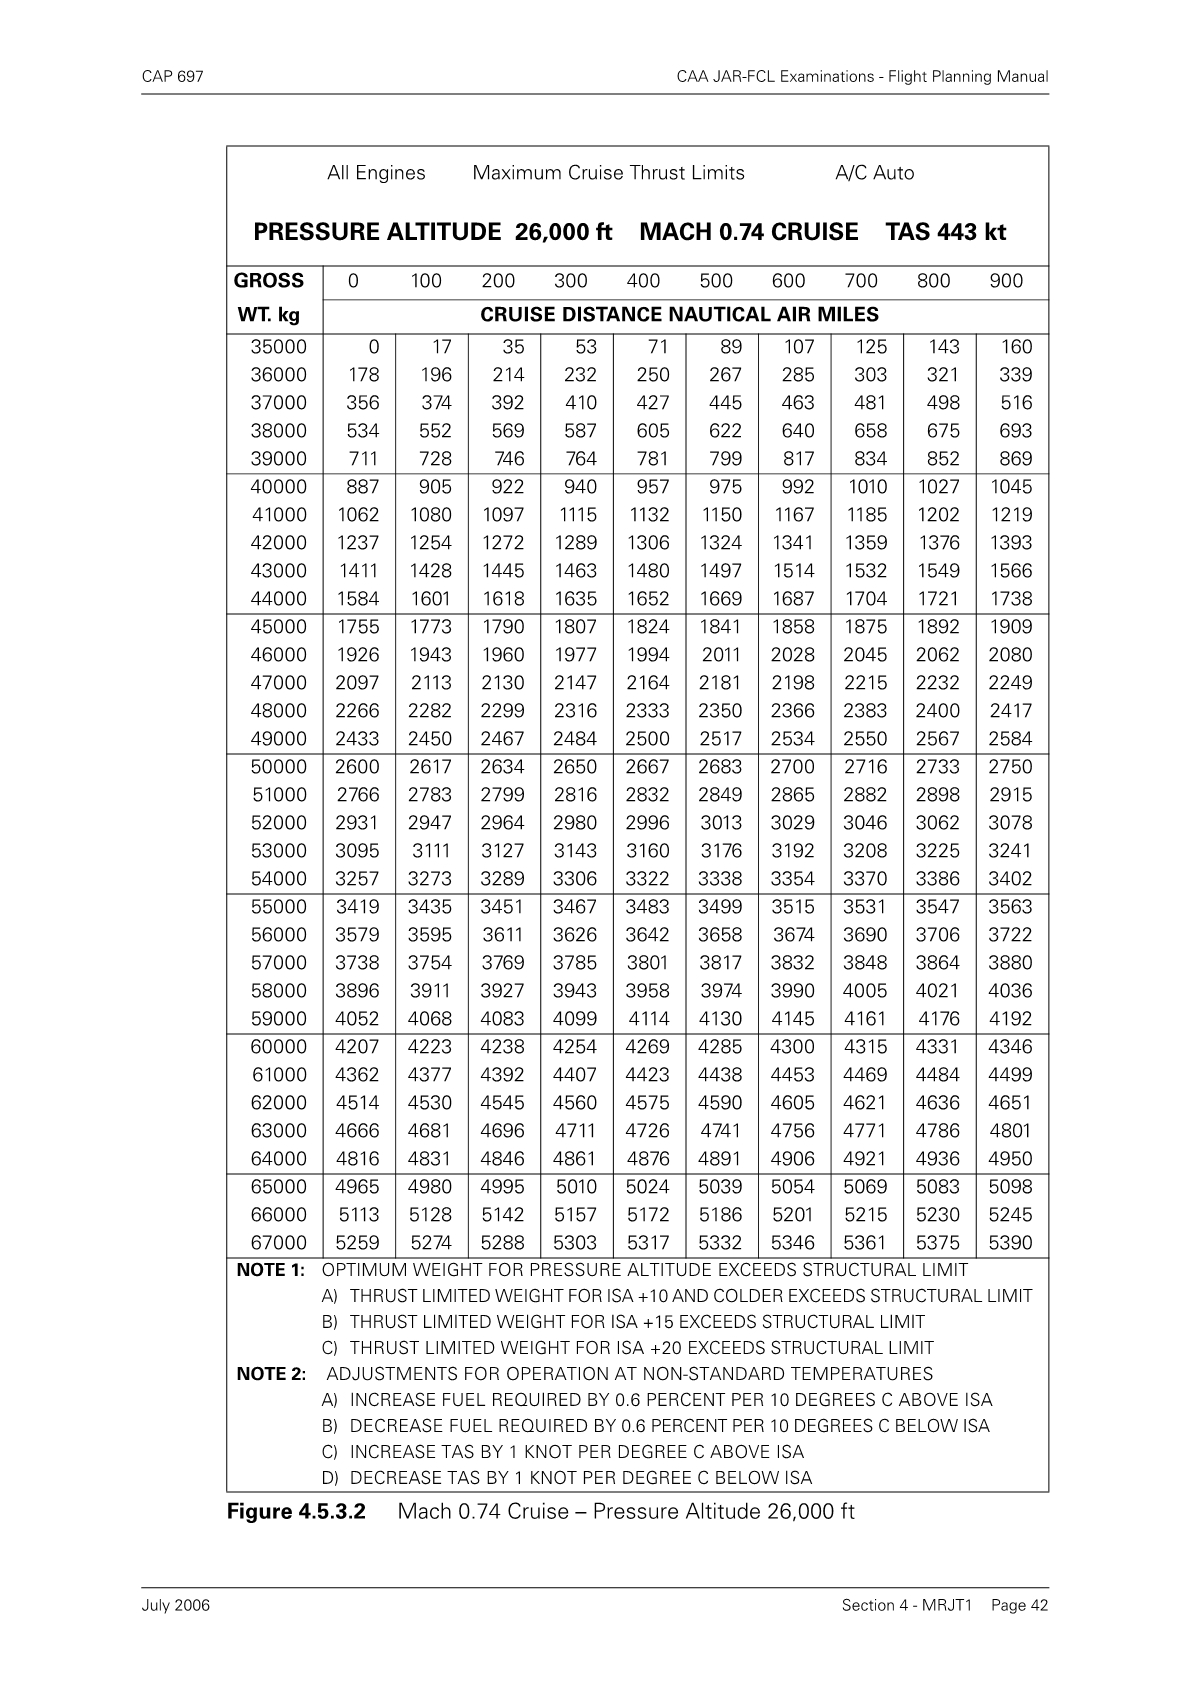 CAP 697 CAA JAR-FCL Examinations - Flight Planning Manual
All Engines Maximum Cruise Thrust Limits A/C Auto
PRESSURE ALTITUDE 26,000 ft MACH 0.74 CRUISE TAS 443 kt
GROSS 0 100 200 300 400 500 600 700 800 900
WT. kg CRUISE DISTANCE NAUTICAL AIR MILES
35000 0 17 35 53 71 89 107 125 143 160
36000 178 196 214 232 250 267 285 303 321 339
37000 356 374 392 410 427 445 463 481 498 516
38000 534 552 569 587 605 622 640 658 675 693
39000 711 728 746 764 781 799 817 834 852 869
40000 887 905 922 940 957 975 992 1010 1027 1045
41000 1062 1080 1097 1115 1132 1150 1167 1185 1202 1219
42000 1237 1254 1272 1289 1306 1324 1341 1359 1376 1393
43000 1411 1428 1445 1463 1480 1497 1514 1532 1549 1566
44000 1584 1601 1618 1635 1652 1669 1687 1704 1721 1738
45000 1755 1773 1790 1807 1824 1841 1858 1875 1892 1909
46000 1926 1943 1960 1977 1994 2011 2028 2045 2062 2080
47000 2097 2113 2130 2147 2164 2181 2198 2215 2232 2249
48000 2266 2282 2299 2316 2333 2350 2366 2383 2400 2417
49000 2433 2450 2467 2484 2500 2517 2534 2550 2567 2584
50000 2600 2617 2634 2650 2667 2683 2700 2716 2733 2750
51000 2766 2783 2799 2816 2832 2849 2865 2882 2898 2915
52000 2931 2947 2964 2980 2996 3013 3029 3046 3062 3078
53000 3095 3111 3127 3143 3160 3176 3192 3208 3225 3241
54000 3257 3273 3289 3306 3322 3338 3354 3370 3386 3402
55000 3419 3435 3451 3467 3483 3499 3515 3531 3547 3563
56000 3579 3595 3611 3626 3642 3658 3674 3690 3706 3722
57000 3738 3754 3769 3785 3801 3817 3832 3848 3864 3880
58000 3896 3911 3927 3943 3958 3974 3990 4005 4021 4036
59000 4052 4068 4083 4099 4114 4130 4145 4161 4176 4192
60000 4207 4223 4238 4254 4269 4285 4300 4315 4331 4346
61000 4362 4377 4392 4407 4423 4438 4453 4469 4484 4499
62000 4514 4530 4545 4560 4575 4590 4605 4621 4636 4651
63000 4666 4681 4696 4711 4726 4741 4756 4771 4786 4801
64000 4816 4831 4846 4861 4876 4891 4906 4921 4936 4950
65000 4965 4980 4995 5010 5024 5039 5054 5069 5083 5098
66000 5113 5128 5142 5157 5172 5186 5201 5215 5230 5245
67000 5259 5274 5288 5303 5317 5332 5346 5361 5375 5390
NOTE 1: OPTIMUM WEIGHT FOR PRESSURE ALTITUDE EXCEEDS STRUCTURAL LIMIT
A) THRUST LIMITED WEIGHT FOR ISA +10 AND COLDER EXCEEDS STRUCTURAL LIMIT
B) THRUST LIMITED WEIGHT FOR ISA +15 EXCEEDS STRUCTURAL LIMIT
C) THRUST LIMITED WEIGHT FOR ISA +20 EXCEEDS STRUCTURAL LIMIT
NOTE 2: ADJUSTMENTS FOR OPERATION AT NON-STANDARD TEMPERATURES
A) INCREASE FUEL REQUIRED BY 0.6 PERCENT PER 10 DEGREES C ABOVE ISA
B) DECREASE FUEL REQUIRED BY 0.6 PERCENT PER 10 DEGREES C BELOW ISA
C) INCREASE TAS BY 1 KNOT PER DEGREE C ABOVE ISA
D) DECREASE TAS BY 1 KNOT PER DEGREE C BELOW ISA
Figure 4.5.3.2 Mach 0.74 Cruise – Pressure Altitude 26,000 ft
July 2006 Section 4 - MRJT1 Page 42